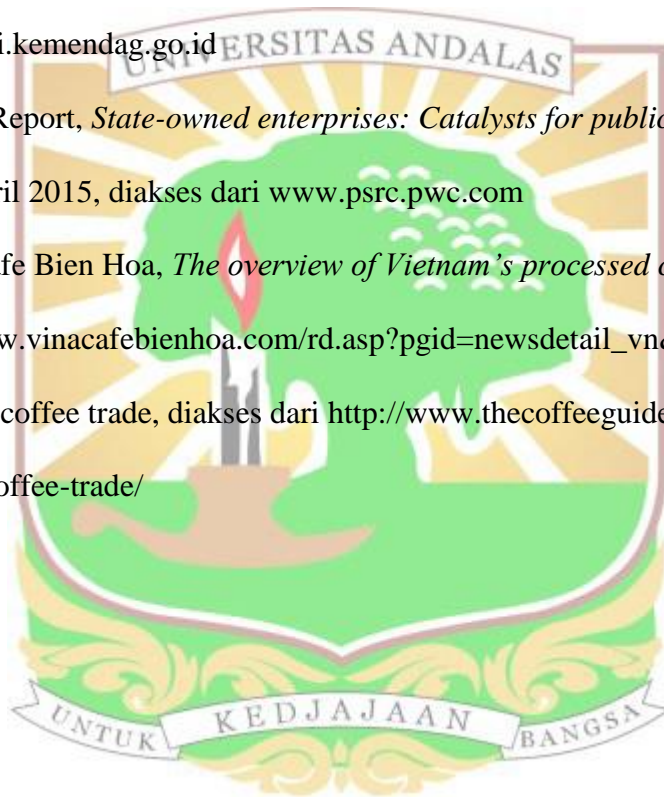 i.kemendag.go.id
UNIVERSITAS ANDALAS
Report, State-owned enterprises: Catalysts for public
ril 2015, diakses dari www.psrc.pwc.com
afe Bien Hoa, The overview of Vietnam’s processed
w.vinacafebienhoa.com/rd.asp?pgid=newsdetail_vn&
coffee trade, diakses dari http://www.thecoffeeguide
offee-trade/
UNTUK KEDJAJAAN BANGSA